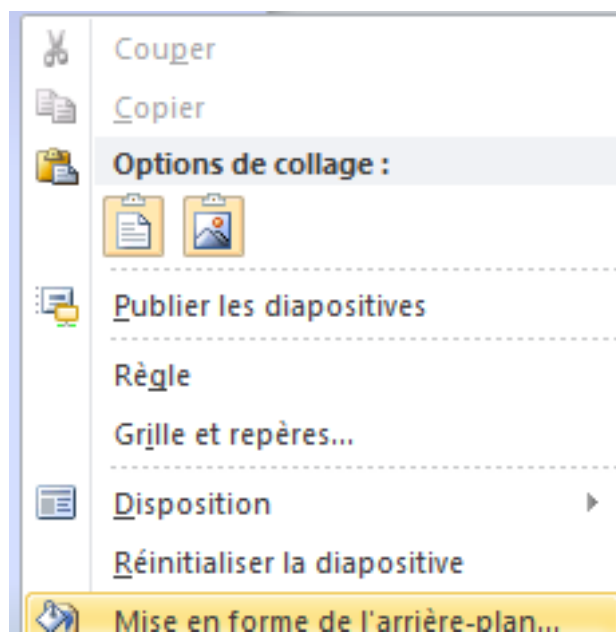 Couper
Copier
Options de collage :
Publier les diapositives
Règle
Grille et repères...
Disposition
Réinitialiser la diapositive
Mise en forme de l'arrière-plan...